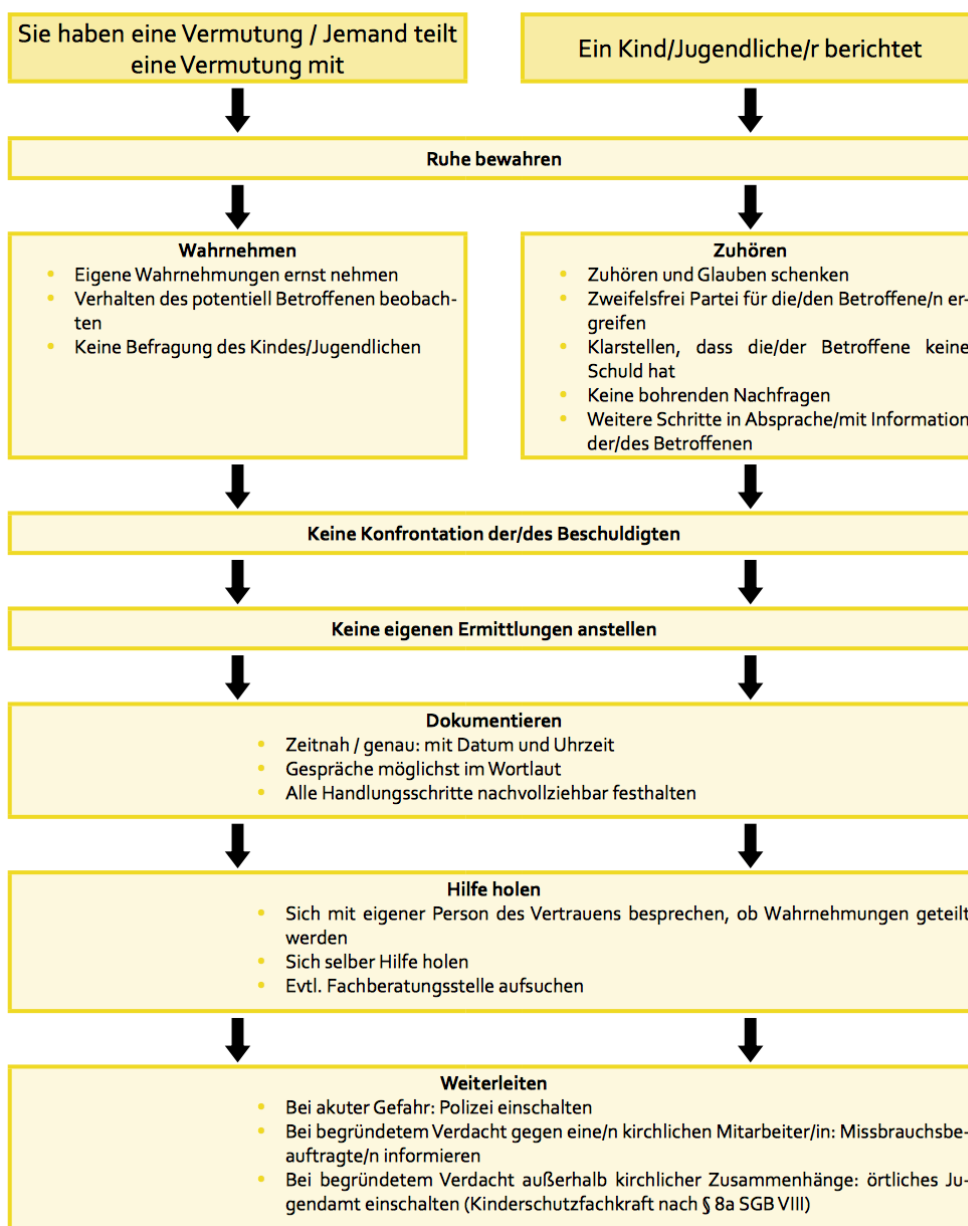 Sie haben eine Vermutung / Jemand teilt
eine Vermutung mit
Ein Kind/Jugendliche/r berichtet
Ruhe bewahren
Wahrnehmen
• Eigene Wahrnehmungen ernst nehmen
• Verhalten des potentiell Betroffenen beobach-
ten
• Keine Befragung des Kindes/Jugendlichen
Zuhören
• Zuhören und Glauben schenken
• Zweifelsfrei Partei für die/den Betroffene/n er-
greifen
• Klarstellen, dass die/der Betroffene keine
Schuld hat
• Keine bohrenden Nachfragen
• Weitere Schritte in Absprache/mit Information
der/des Betroffenen
Keine Konfrontation der/des Beschuldigten
Keine eigenen Ermittlungen anstellen
Dokumentieren
• Zeitnah / genau: mit Datum und Uhrzeit
• Gespräche möglichst im Wortlaut
• Alle Handlungsschritte nachvollziehbar festhalten
Hilfe holen
• Sich mit eigener Person des Vertrauens besprechen, ob Wahrnehmungen geteilt
werden
• Sich selber Hilfe holen
• Evtl. Fachberatungsstelle aufsuchen
Weiterleiten
• Bei akuter Gefahr: Polizei einschalten
• Bei begründetem Verdacht gegen eine/n kirchlichen Mitarbeiter/in: Missbrauchsbe-
auftragte/n informieren
• Bei begründetem Verdacht außerhalb kirchlicher Zusammenhänge: örtliches Ju-
gendamt einschalten (Kinderschutzfachkraft nach § 8a SGB VIII)